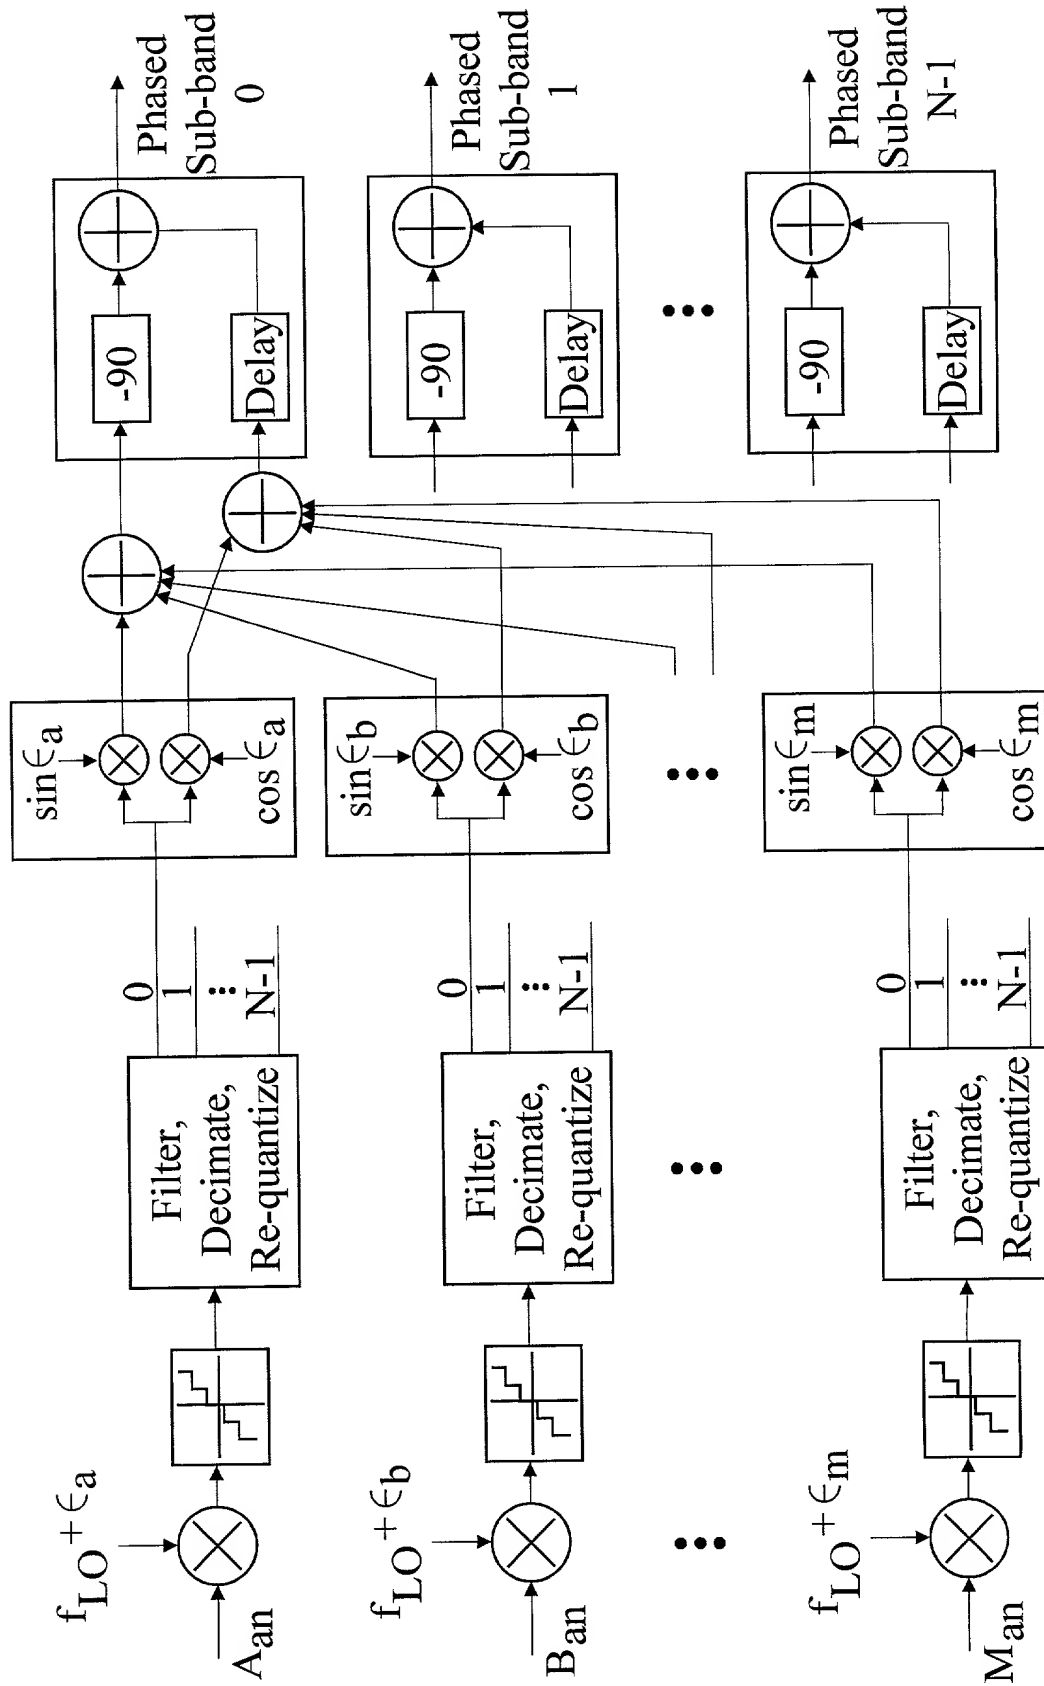 A_an
f_LO + ϵ_a
Filter,
Decimate,
Re-quantize
0
1
⋮
N-1
sin ϵ_a
cos ϵ_a
-90
Delay
Phased
Sub-band
0
B_an
f_LO + ϵ_b
Filter,
Decimate,
Re-quantize
0
1
⋮
N-1
sin ϵ_b
cos ϵ_b
-90
Delay
Phased
Sub-band
1
M_an
f_LO + ϵ_m
Filter,
Decimate,
Re-quantize
0
1
⋮
N-1
sin ϵ_m
cos ϵ_m
-90
Delay
Phased
Sub-band
N-1